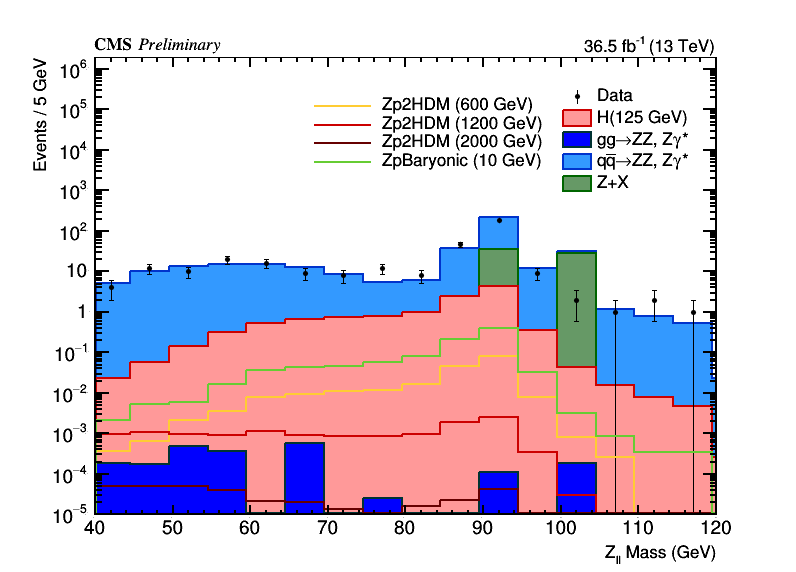 CMS Preliminary
36.5 fb⁻¹ (13 TeV)
Events / 5 GeV
10⁶
10⁵
10⁴
10³
10²
10
1
10⁻¹
10⁻²
10⁻³
10⁻⁴
10⁻⁵
Zp2HDM (600 GeV)
Zp2HDM (1200 GeV)
Zp2HDM (2000 GeV)
ZpBaryonic (10 GeV)
Data
H(125 GeV)
gg→ZZ, Zγ*
qq̅→ZZ, Zγ*
Z+X
40 50 60 70 80 90 100 110 120
Z_ll Mass (GeV)